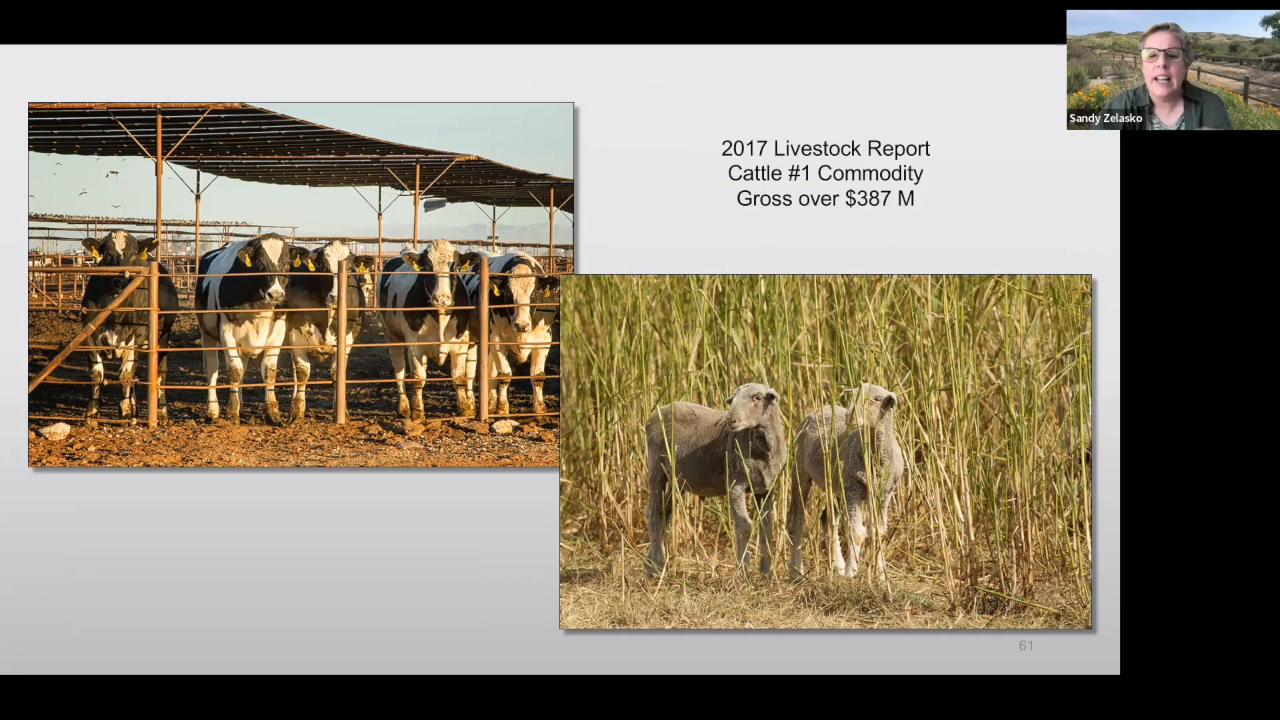 Sandy Zelasko
2017 Livestock Report
Cattle #1 Commodity
Gross over $387 M
61